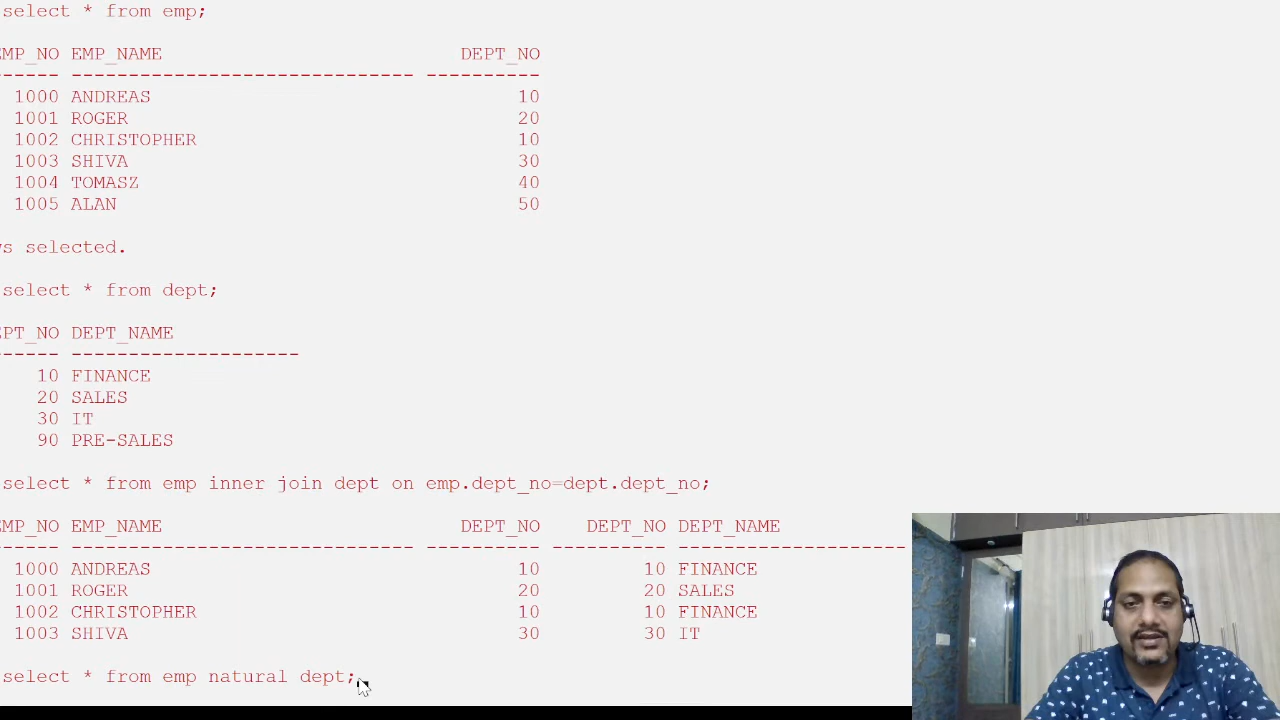 select * from emp;
EMP_NO EMP_NAME DEPT_NO
------ ------------------------------ ----------
1000 ANDREAS 10
1001 ROGER 20
1002 CHRISTOPHER 10
1003 SHIVA 30
1004 TOMASZ 40
1005 ALAN 50
ws selected.
select * from dept;
EPT_NO DEPT_NAME
------ --------------------
10 FINANCE
20 SALES
30 IT
90 PRE-SALES
select * from emp inner join dept on emp.dept_no=dept.dept_no;
EMP_NO EMP_NAME DEPT_NO DEPT_NO DEPT_NAME
------ ------------------------------ ---------- ---------- --------------------
1000 ANDREAS 10 10 FINANCE
1001 ROGER 20 20 SALES
1002 CHRISTOPHER 10 10 FINANCE
1003 SHIVA 30 30 IT
select * from emp natural dept;